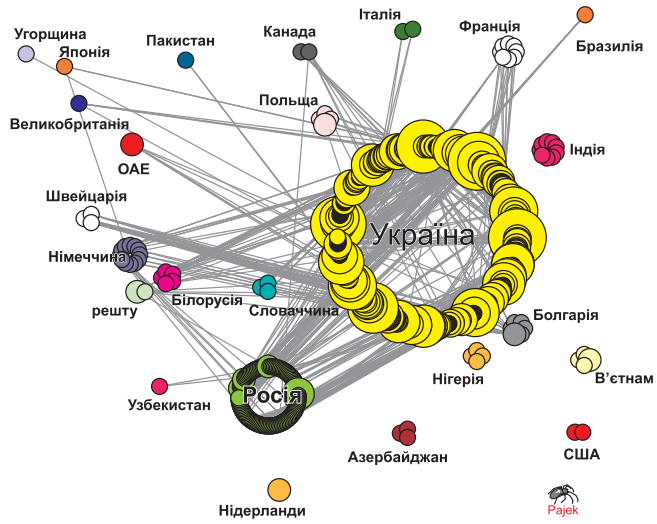 Угорщина
Японія
Пакистан
Канада
Італія
Франція
Бразилія
Великобританія
Польща
ОАЕ
Індія
Швейцарія
Україна
Німеччина
решту
Білорусія
Словаччина
Болгарія
Нігерія
В’єтнам
Узбекистан
Росія
Азербайджан
США
Нідерланди
Pajek